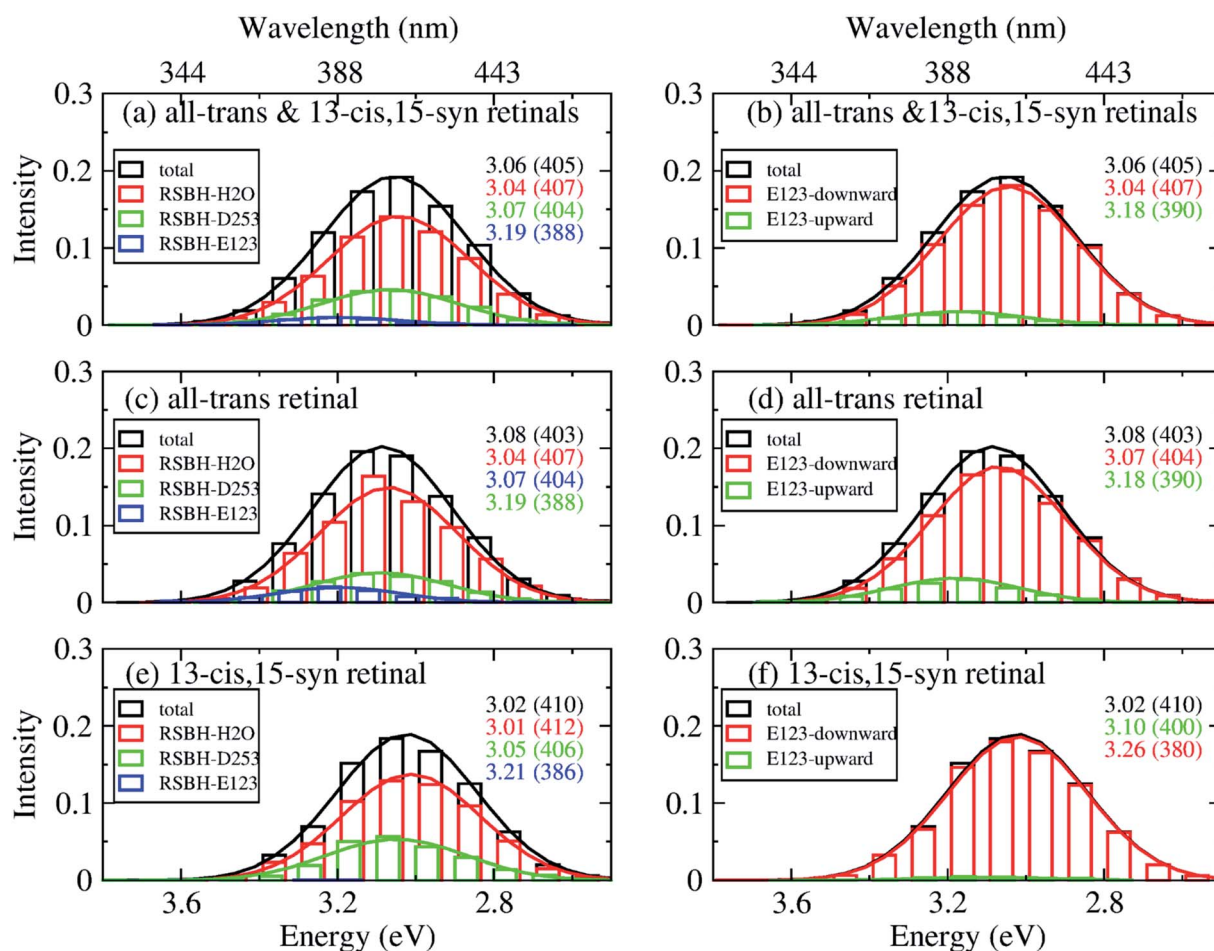 Wavelength (nm)
344 388 443
0.3
(a) all-trans & 13-cis,15-syn retinals
total
RSBH-H2O
RSBH-D253
RSBH-E123
3.06 (405)
3.04 (407)
3.07 (404)
3.19 (388)
0.2
0.1
0
Intensity
Wavelength (nm)
344 388 443
0.3
(b) all-trans &13-cis,15-syn retinals
total
E123-downward
E123-upward
3.06 (405)
3.04 (407)
3.18 (390)
0.2
0.1
0
0.3
(c) all-trans retinal
total
RSBH-H2O
RSBH-D253
RSBH-E123
3.08 (403)
3.04 (407)
3.07 (404)
3.19 (388)
0.2
0.1
0
Intensity
0.3
(d) all-trans retinal
total
E123-downward
E123-upward
3.08 (403)
3.07 (404)
3.18 (390)
0.2
0.1
0
0.3
(e) 13-cis,15-syn retinal
total
RSBH-H2O
RSBH-D253
RSBH-E123
3.02 (410)
3.01 (412)
3.05 (406)
3.21 (386)
0.2
0.1
0
Intensity
3.6 3.2 2.8
Energy (eV)
0.3
(f) 13-cis,15-syn retinal
total
E123-downward
E123-upward
3.02 (410)
3.10 (400)
3.26 (380)
0.2
0.1
0
3.6 3.2 2.8
Energy (eV)